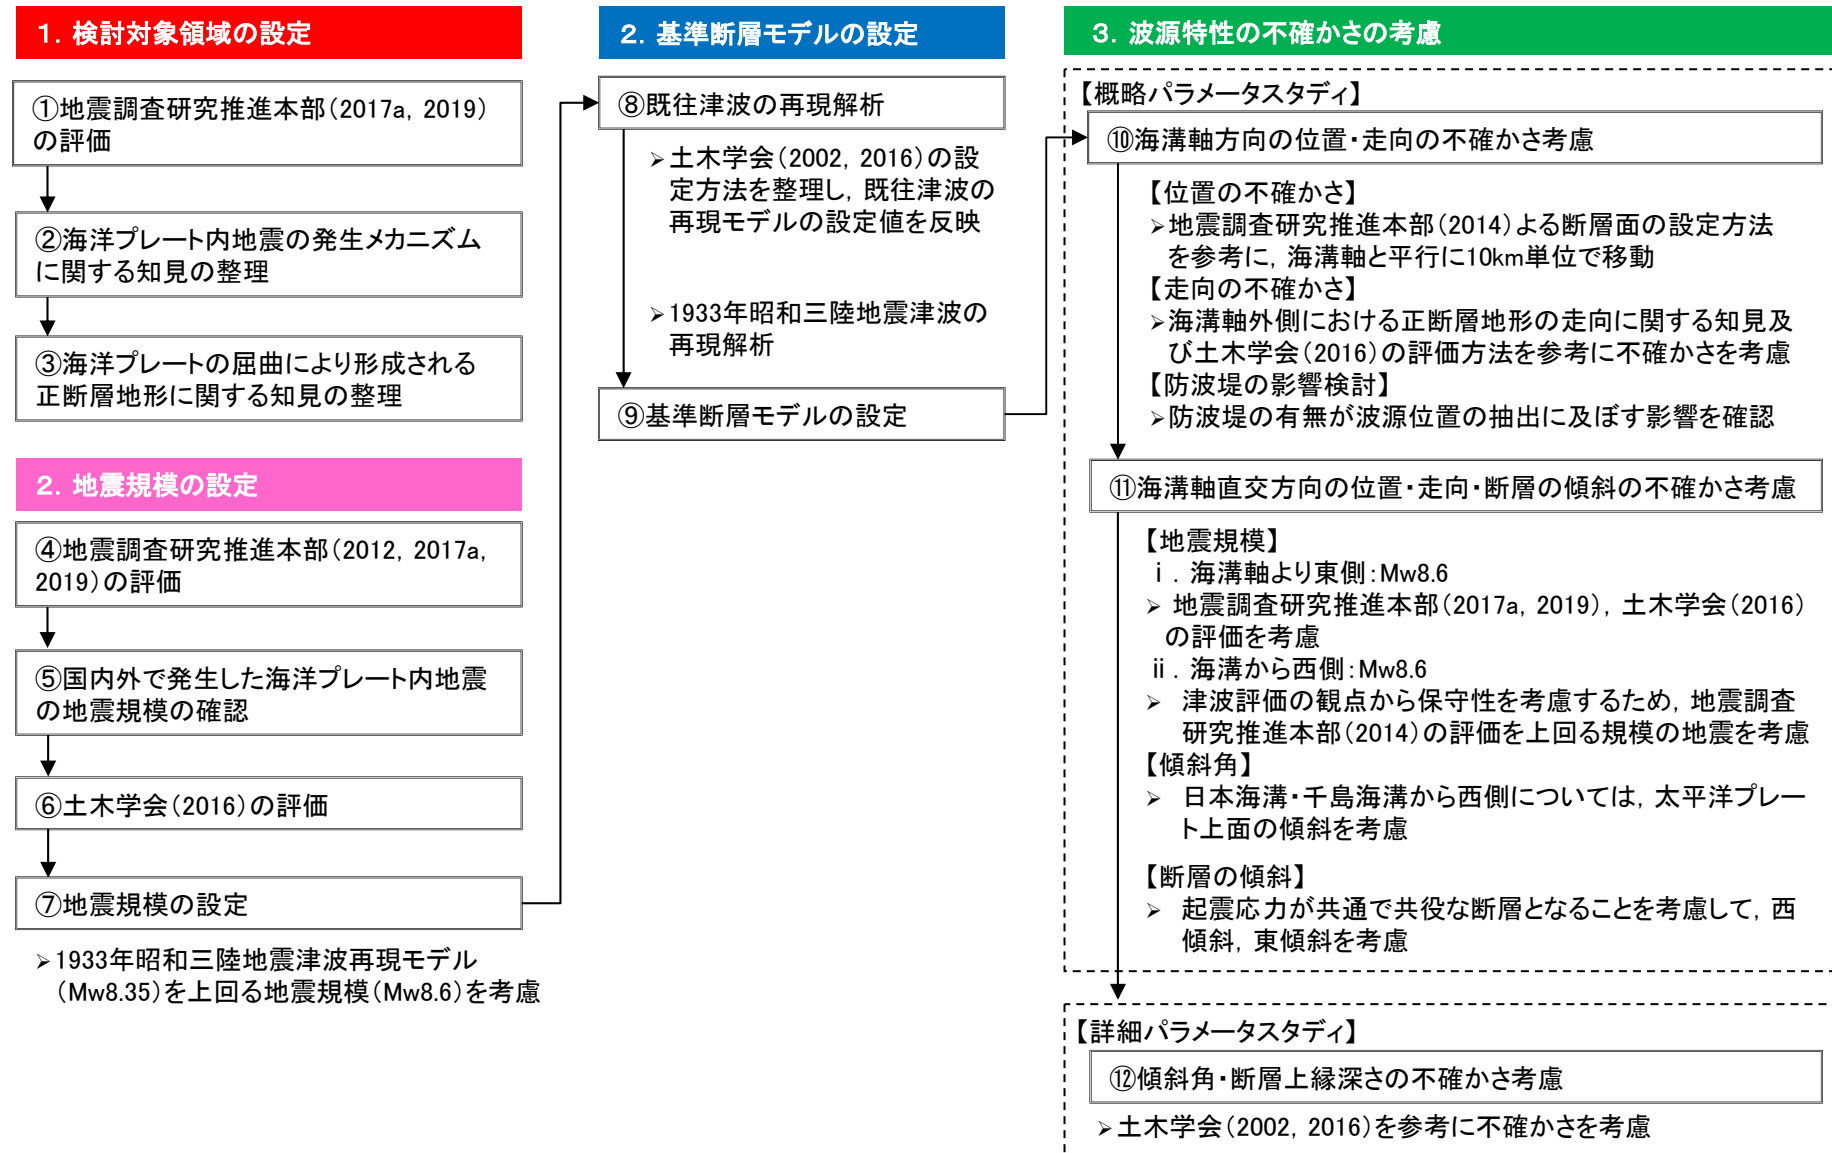 1. 検討対象領域の設定
①地震調査研究推進本部(2017a, 2019)
の評価
②海洋プレート内地震の発生メカニズム
に関する知見の整理
③海洋プレートの屈曲により形成される
正断層地形に関する知見の整理
2. 地震規模の設定
④地震調査研究推進本部(2012, 2017a,
2019)の評価
⑤国内外で発生した海洋プレート内地震
の地震規模の確認
⑥土木学会(2016)の評価
⑦地震規模の設定
➢1933年昭和三陸地震津波再現モデル
(Mw8.35)を上回る地震規模(Mw8.6)を考慮
2. 基準断層モデルの設定
⑧既往津波の再現解析
➢土木学会(2002, 2016)の設
定方法を整理し, 既往津波の
再現モデルの設定値を反映
➢1933年昭和三陸地震津波の
再現解析
⑨基準断層モデルの設定
3. 波源特性の不確かさの考慮
【概略パラメータスタディ】
⑩海溝軸方向の位置・走向の不確かさ考慮
【位置の不確かさ】
➢地震調査研究推進本部(2014)よる断層面の設定方法
を参考に, 海溝軸と平行に10km単位で移動
【走向の不確かさ】
➢海溝軸外側における正断層地形の走向に関する知見及
び土木学会(2016)の評価方法を参考に不確かさを考慮
【防波堤の影響検討】
➢防波堤の有無が波源位置の抽出に及ぼす影響を確認
⑪海溝軸直交方向の位置・走向・断層の傾斜の不確かさ考慮
【地震規模】
ⅰ. 海溝軸より東側:Mw8.6
➢ 地震調査研究推進本部(2017a, 2019), 土木学会(2016)
の評価を考慮
ⅱ. 海溝から西側:Mw8.6
➢ 津波評価の観点から保守性を考慮するため, 地震調査
研究推進本部(2014)の評価を上回る規模の地震を考慮
【傾斜角】
➢ 日本海溝・千島海溝から西側については, 太平洋プレー
ト上面の傾斜を考慮
【断層の傾斜】
➢ 起震応力が共通で共役な断層となることを考慮して, 西
傾斜, 東傾斜を考慮
【詳細パラメータスタディ】
⑫傾斜角・断層上縁深さの不確かさ考慮
➢土木学会(2002, 2016)を参考に不確かさを考慮